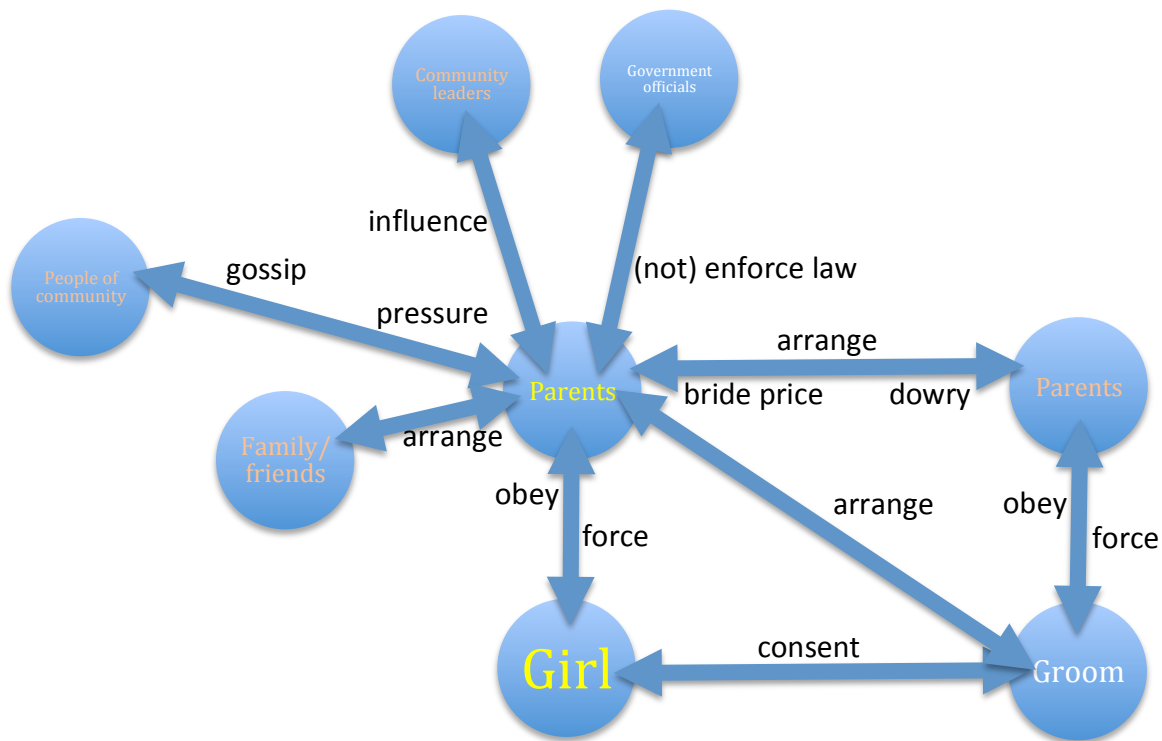 Community
leaders
Government
officials
influence
(not) enforce law
People of
community
gossip
pressure
Parents
arrange
bride price
dowry
Parents
Family/
friends
arrange
obey
force
arrange
obey
force
Girl
consent
Groom